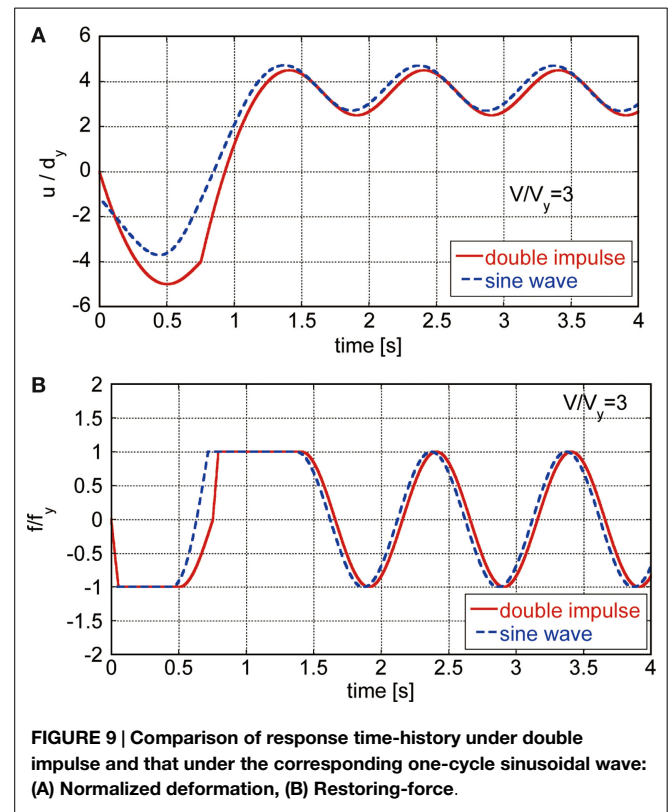 A
6
4
2
0
-2
-4
-6
u / d_y
V/V_y=3
double impulse
sine wave
0 0.5 1 1.5 2 2.5 3 3.5 4
time [s]
B
2
1.5
1
0.5
0
-0.5
-1
-1.5
-2
f/f_y
V/V_y=3
double impulse
sine wave
0 0.5 1 1.5 2 2.5 3 3.5 4
time [s]
FIGURE 9 | Comparison of response time-history under double
impulse and that under the corresponding one-cycle sinusoidal wave:
(A) Normalized deformation, (B) Restoring-force.